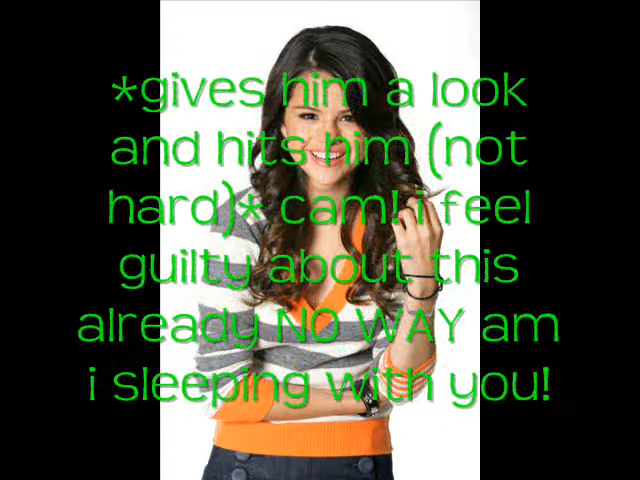 *gives him a look
and hits him (not
hard)* cam! i feel
guilty about this
already NO WAY am
i sleeping with you!